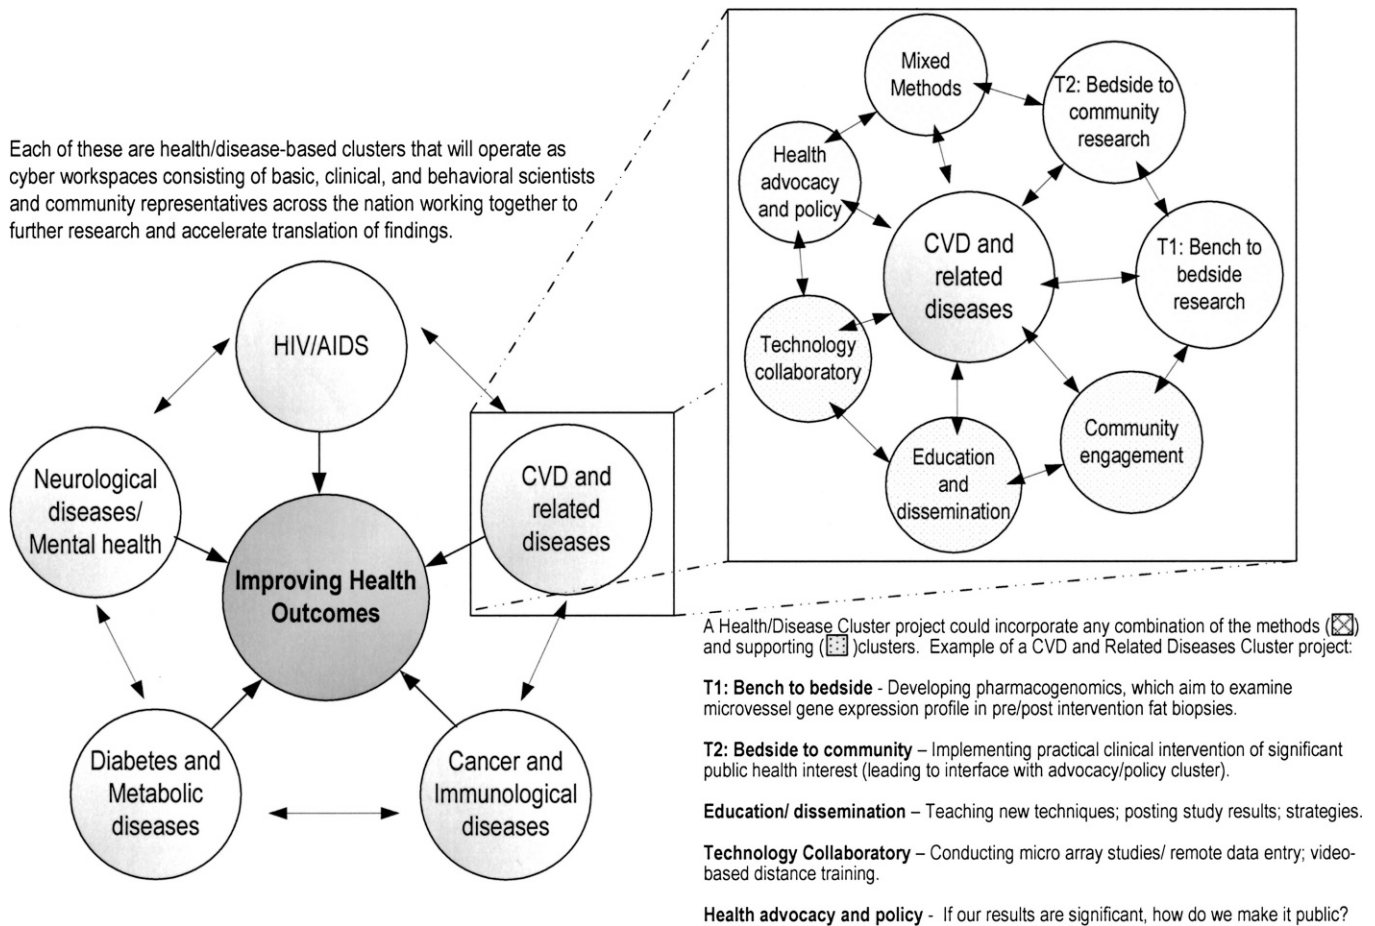 Each of these are health/disease-based clusters that will operate as
cyber workspaces consisting of basic, clinical, and behavioral scientists
and community representatives across the nation working together to
further research and accelerate translation of findings.
HIV/AIDS
Neurological
diseases/
Mental health
CVD and
related
diseases
Improving Health
Outcomes
Diabetes and
Metabolic
diseases
Cancer and
Immunological
diseases
Mixed
Methods
T2: Bedside to
community
research
Health
advocacy
and policy
CVD and
related
diseases
T1: Bench to
bedside
research
Technology
collaboratory
Community
engagement
Education
and
dissemination
A Health/Disease Cluster project could incorporate any combination of the methods ( )
and supporting ( )clusters. Example of a CVD and Related Diseases Cluster project:
T1: Bench to bedside - Developing pharmacogenomics, which aim to examine
microvessel gene expression profile in pre/post intervention fat biopsies.
T2: Bedside to community – Implementing practical clinical intervention of significant
public health interest (leading to interface with advocacy/policy cluster).
Education/ dissemination – Teaching new techniques; posting study results; strategies.
Technology Collaboratory – Conducting micro array studies/ remote data entry; video-
based distance training.
Health advocacy and policy - If our results are significant, how do we make it public?